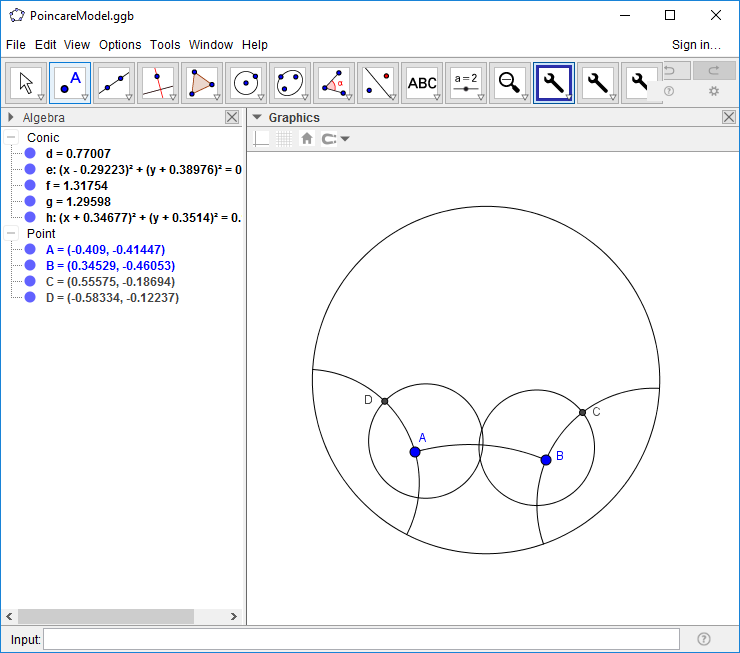 PoincareModel.ggb
File Edit View Options Tools Window Help Sign in...
A ABC a = 2
Algebra
Conic
d = 0.77007
e: (x - 0.29223)² + (y + 0.38976)² = 0
f = 1.31754
g = 1.29598
h: (x + 0.34677)² + (y + 0.3514)² = 0.
Point
A = (-0.409, -0.41447)
B = (0.34529, -0.46053)
C = (0.55575, -0.18694)
D = (-0.58334, -0.12237)
Graphics
D
C
A
B
Input: